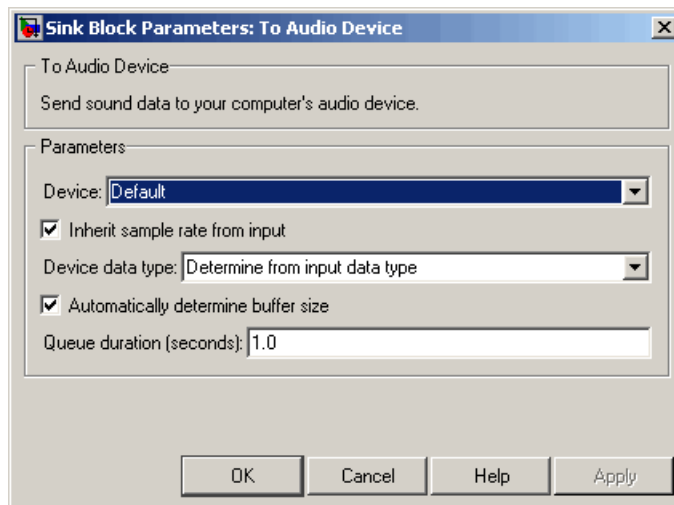 Sink Block Parameters: To Audio Device
To Audio Device
Send sound data to your computer's audio device.
Parameters
Device: Default
Inherit sample rate from input
Device data type: Determine from input data type
Automatically determine buffer size
Queue duration (seconds): 1.0
OK Cancel Help Apply